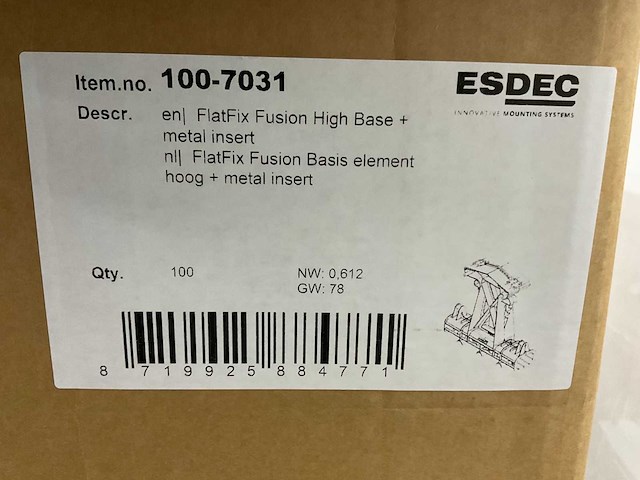 Item.no. 100-7031
ESDEC
INNOVATIVE MOUNTING SYSTEMS
Descr. en| FlatFix Fusion High Base +
metal insert
nl| FlatFix Fusion Basis element
hoog + metal insert
Qty. 100 NW: 0,612
GW: 78
8 719925 884771